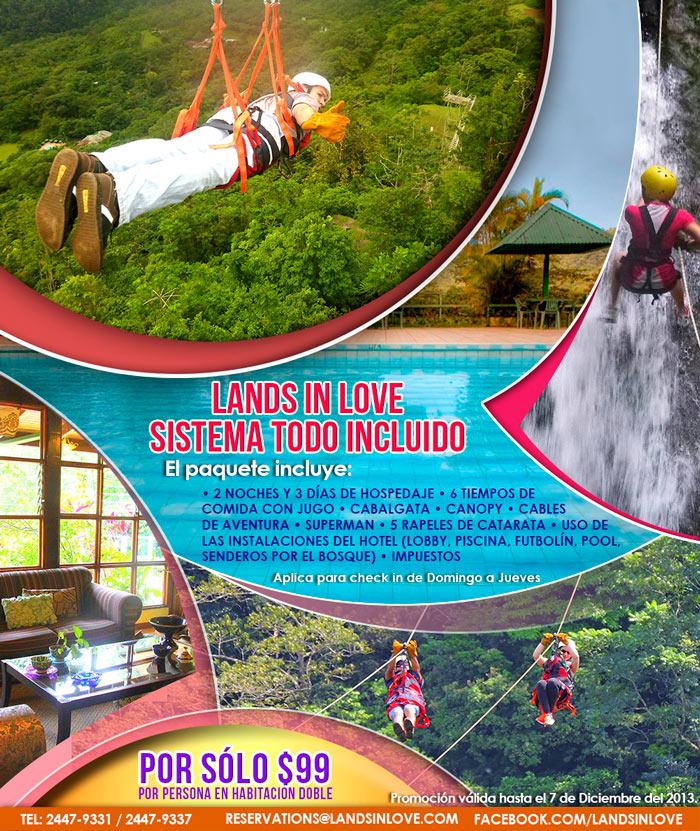 LANDS IN LOVE
SISTEMA TODO INCLUIDO
El paquete incluye:
• 2 NOCHES Y 3 DÍAS DE HOSPEDAJE • 6 TIEMPOS DE
COMIDA CON JUGO • CABALGATA • CANOPY • CABLES
DE AVENTURA • SUPERMAN • 5 RAPELES DE CATARATA • USO DE
LAS INSTALACIONES DEL HOTEL (LOBBY, PISCINA, FUTBOLÍN, POOL,
SENDEROS POR EL BOSQUE) • IMPUESTOS
Aplica para check in de Domingo a Jueves
POR SÓLO $99
POR PERSONA EN HABITACIÓN DOBLE
Promoción válida hasta el 7 de Diciembre del 2013.
TEL: 2447-9331 / 2447-9337 RESERVATIONS@LANDSINLOVE.COM FACEBOOK.COM/LANDSINLOVE